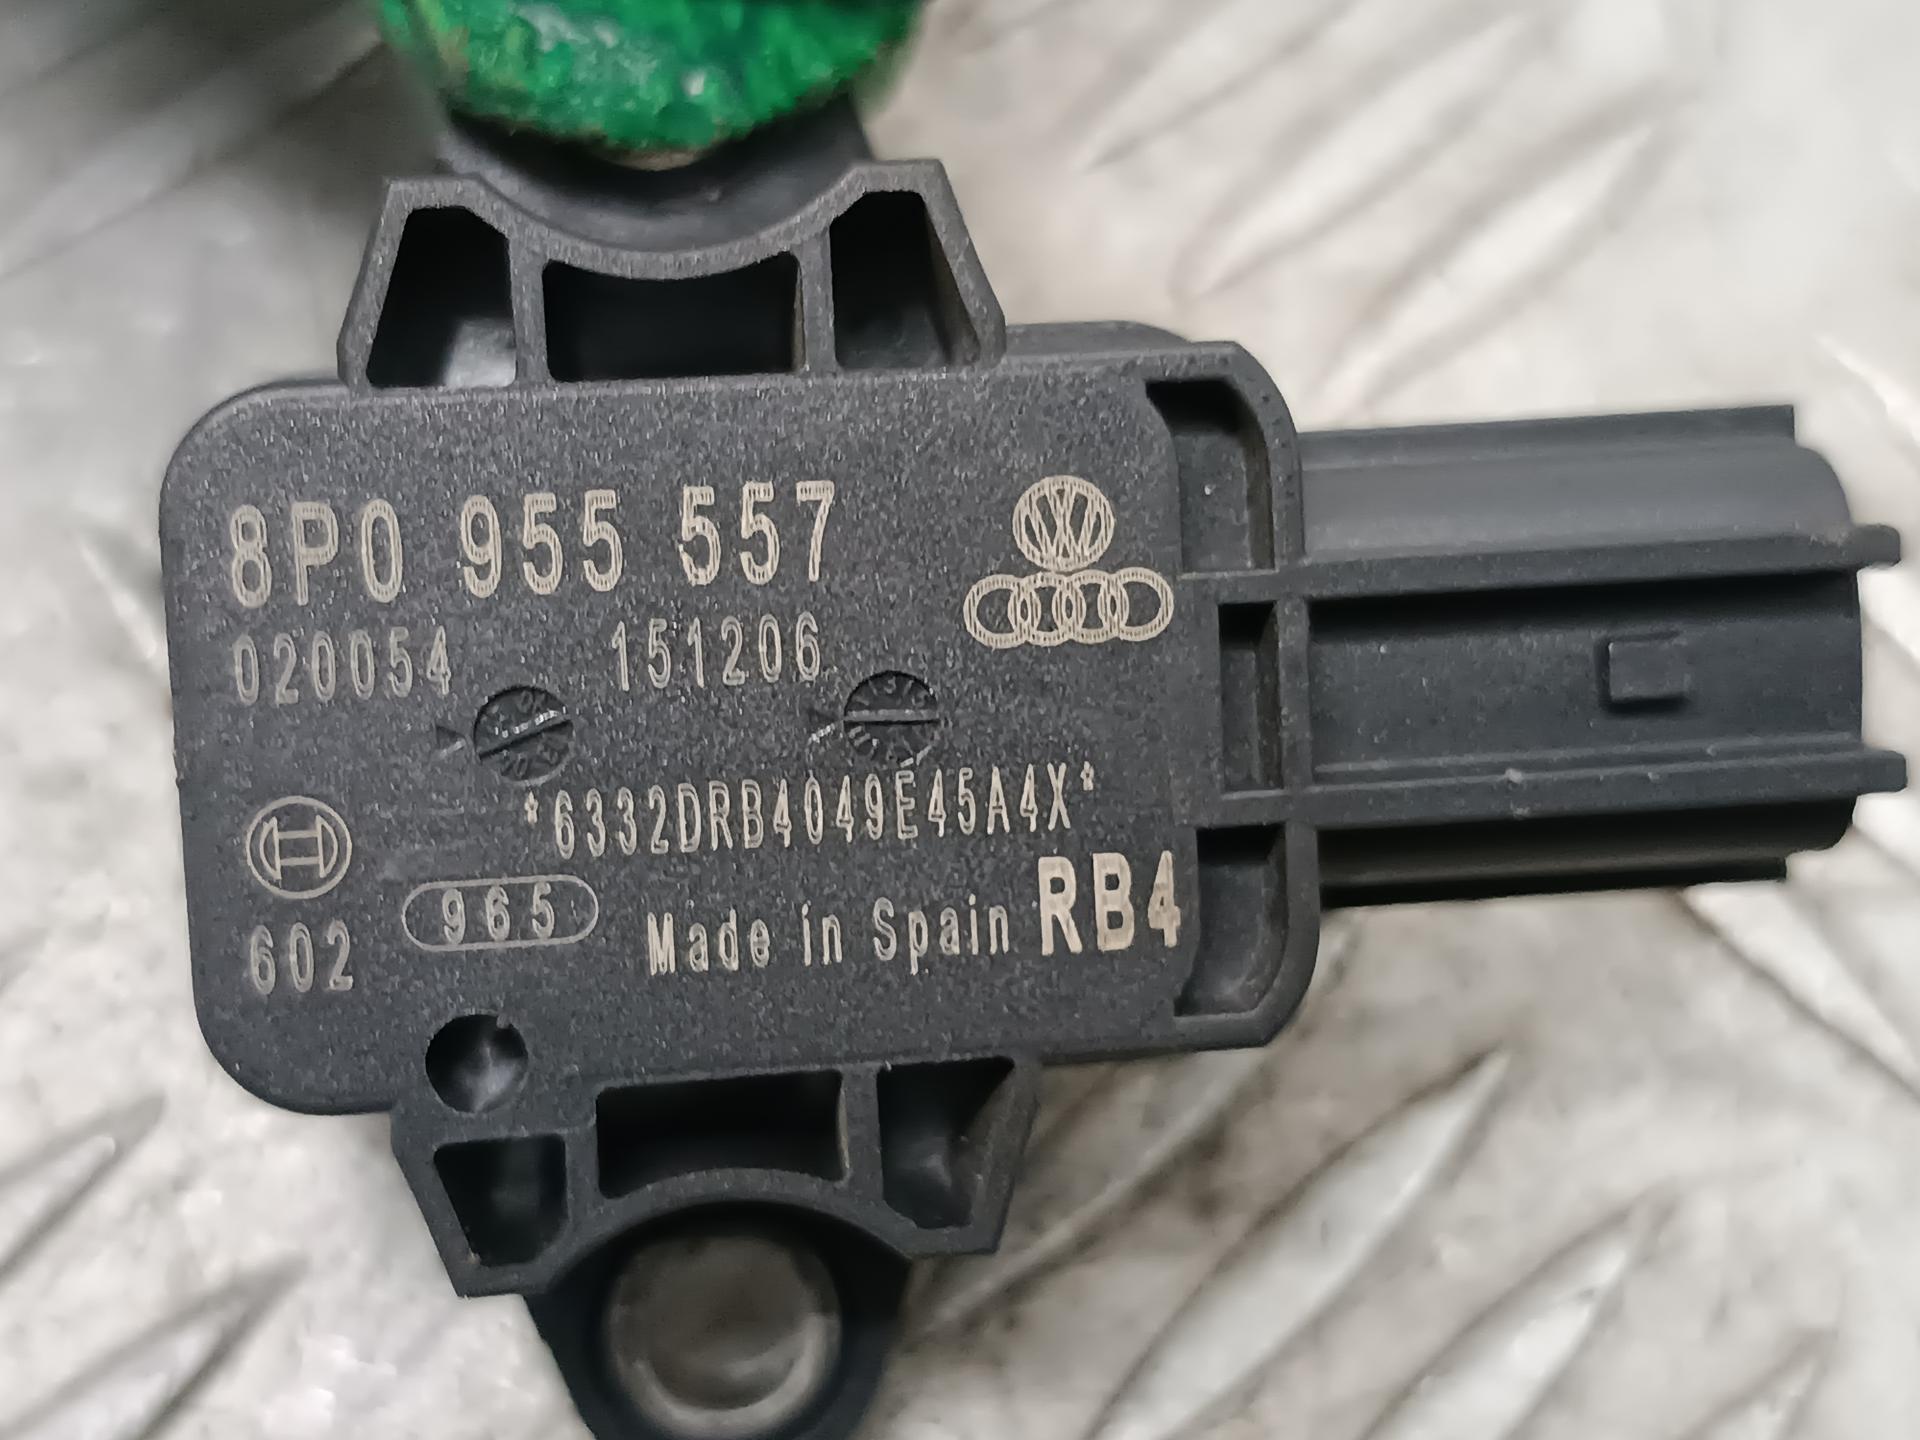 8P0 955 557
020054 151206
*6332DRB4049E45A4X*
965
602
Made in Spain RB4